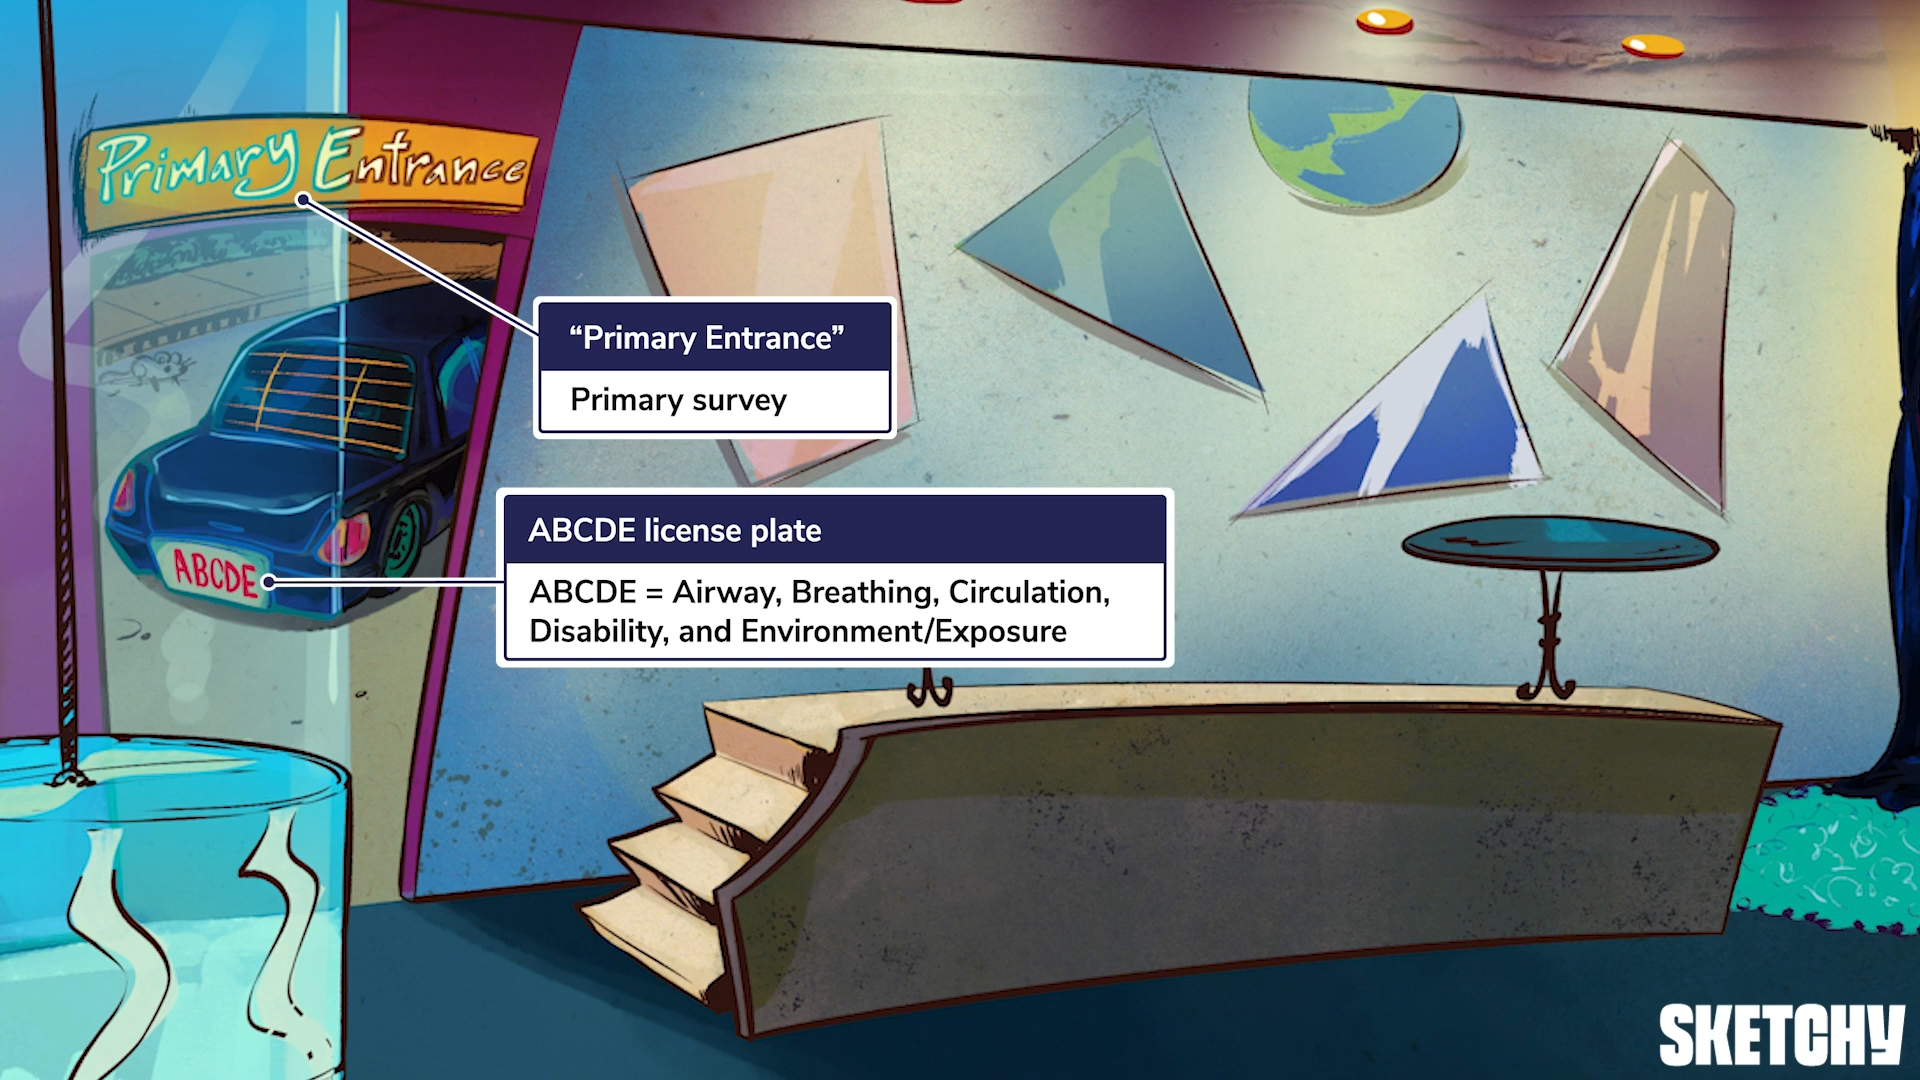 Primary Entrance
“Primary Entrance”
Primary survey
ABCDE license plate
ABCDE
ABCDE = Airway, Breathing, Circulation,
Disability, and Environment/Exposure
SKETCHY